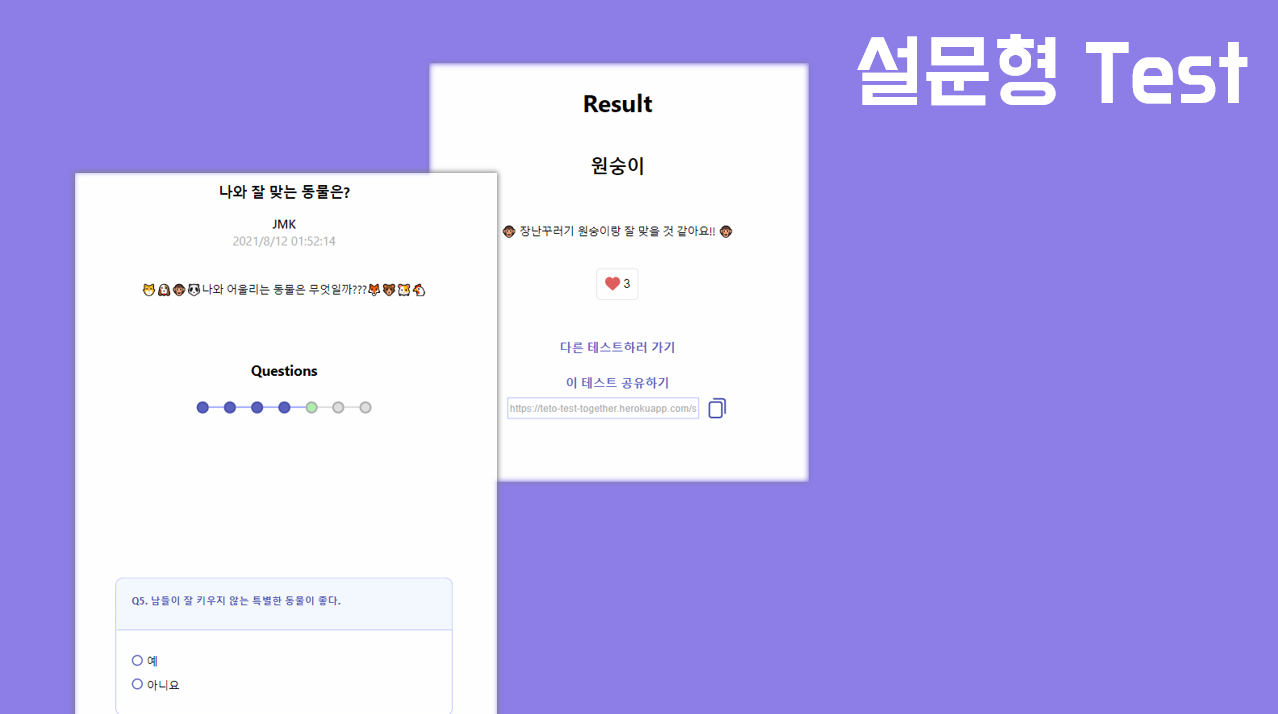 설문형 Test
Result
원숭이
🐵 장난꾸러기 원숭이랑 잘 맞을 것 같아요!! 🐵
3
다른 테스트하러 가기
이 테스트 공유하기
https://teto-test-together.herokuapp.com/s
나와 잘 맞는 동물은?
JMK
2021/8/12 01:52:14
🐱🐶🐵🐼나와 어울리는 동물은 무엇일까???🦊🐻🐹🐔
Questions
Q5. 남들이 잘 키우지 않는 특별한 동물이 좋다.
예
아니요